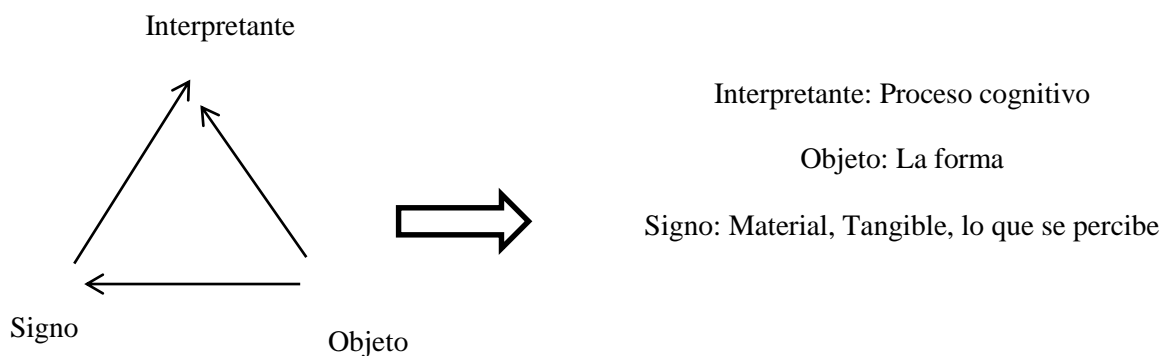 Interpretante
Signo
Objeto
Interpretante: Proceso cognitivo
Objeto: La forma
Signo: Material, Tangible, lo que se percibe